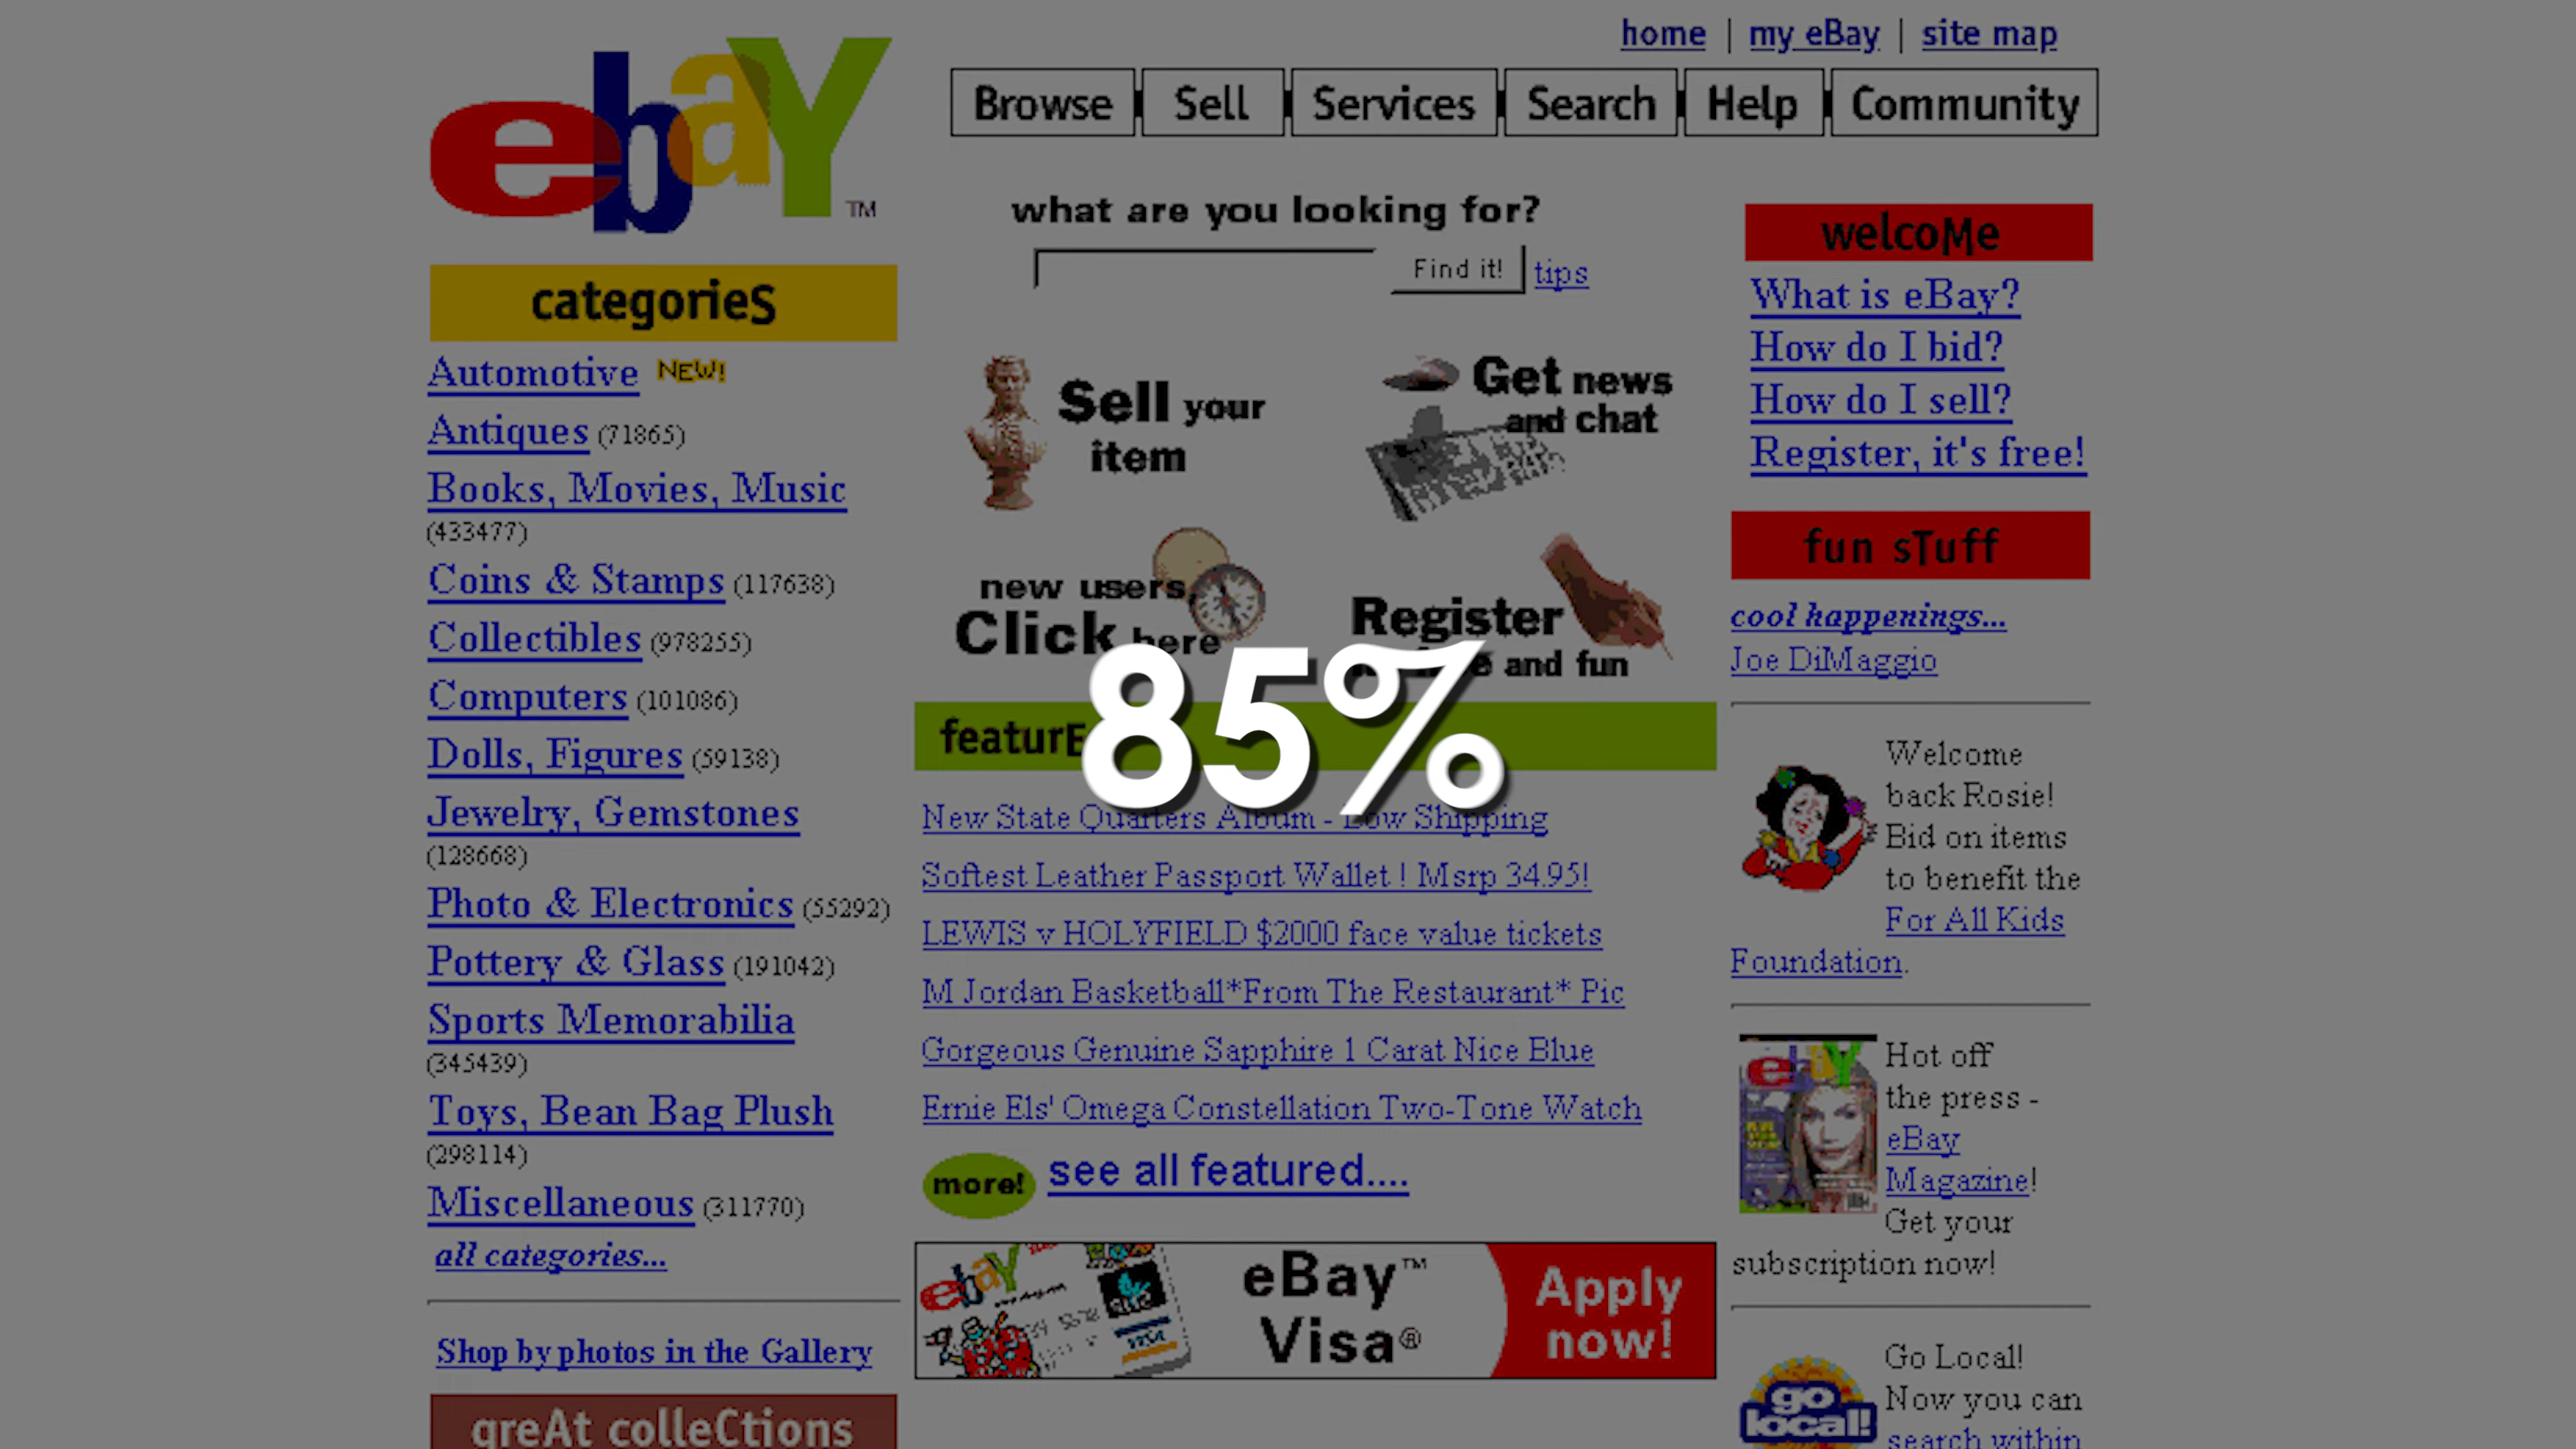 ebaY™
home | my eBay | site map
Browse Sell Services Search Help Community
categorieS
Automotive NEW!
Antiques (71865)
Books, Movies, Music
(433477)
Coins & Stamps (117638)
Collectibles (978255)
Computers (101086)
Dolls, Figures (59138)
Jewelry, Gemstones
(128668)
Photo & Electronics (55292)
Pottery & Glass (191042)
Sports Memorabilia
(345439)
Toys, Bean Bag Plush
(298114)
Miscellaneous (311770)
all categories...
Shop by photos in the Gallery
greAt colleCtions
what are you looking for?
Find it! tips
Sell your
item
Get news
and chat
new users,
Click here
Register
and fun
85%
featurE
New State Quarters Album - Low Shipping
Softest Leather Passport Wallet ! Msrp 34.95!
LEWIS v HOLYFIELD $2000 face value tickets
M Jordan Basketball*From The Restaurant* Pic
Gorgeous Genuine Sapphire 1 Carat Nice Blue
Ernie Els' Omega Constellation Two-Tone Watch
more! see all featured....
ebaY
VISA
eBay™
Visa®
Apply
now!
welcoMe
What is eBay?
How do I bid?
How do I sell?
Register, it's free!
fun sTuff
cool happenings...
Joe DiMaggio
Welcome
back Rosie!
Bid on items
to benefit the
For All Kids
Foundation.
ebaY
Hot off
the press -
eBay
Magazine!
Get your
subscription now!
go
local!
Go Local!
Now you can
search within